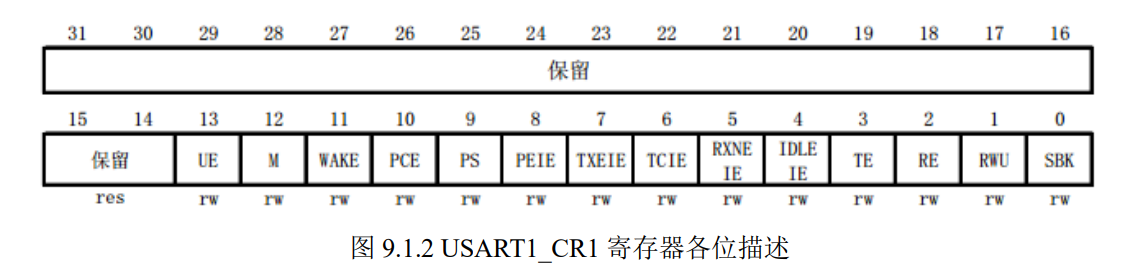 31 30 29 28 27 26 25 24 23 22 21 20 19 18 17 16
保留
15 14 13 12 11 10 9 8 7 6 5 4 3 2 1 0
保留 UE M WAKE PCE PS PEIE TXEIE TCIE RXNE IE IDLE IE TE RE RWU SBK
res rw rw rw rw rw rw rw rw rw rw rw rw rw rw
图 9.1.2 USART1_CR1 寄存器各位描述